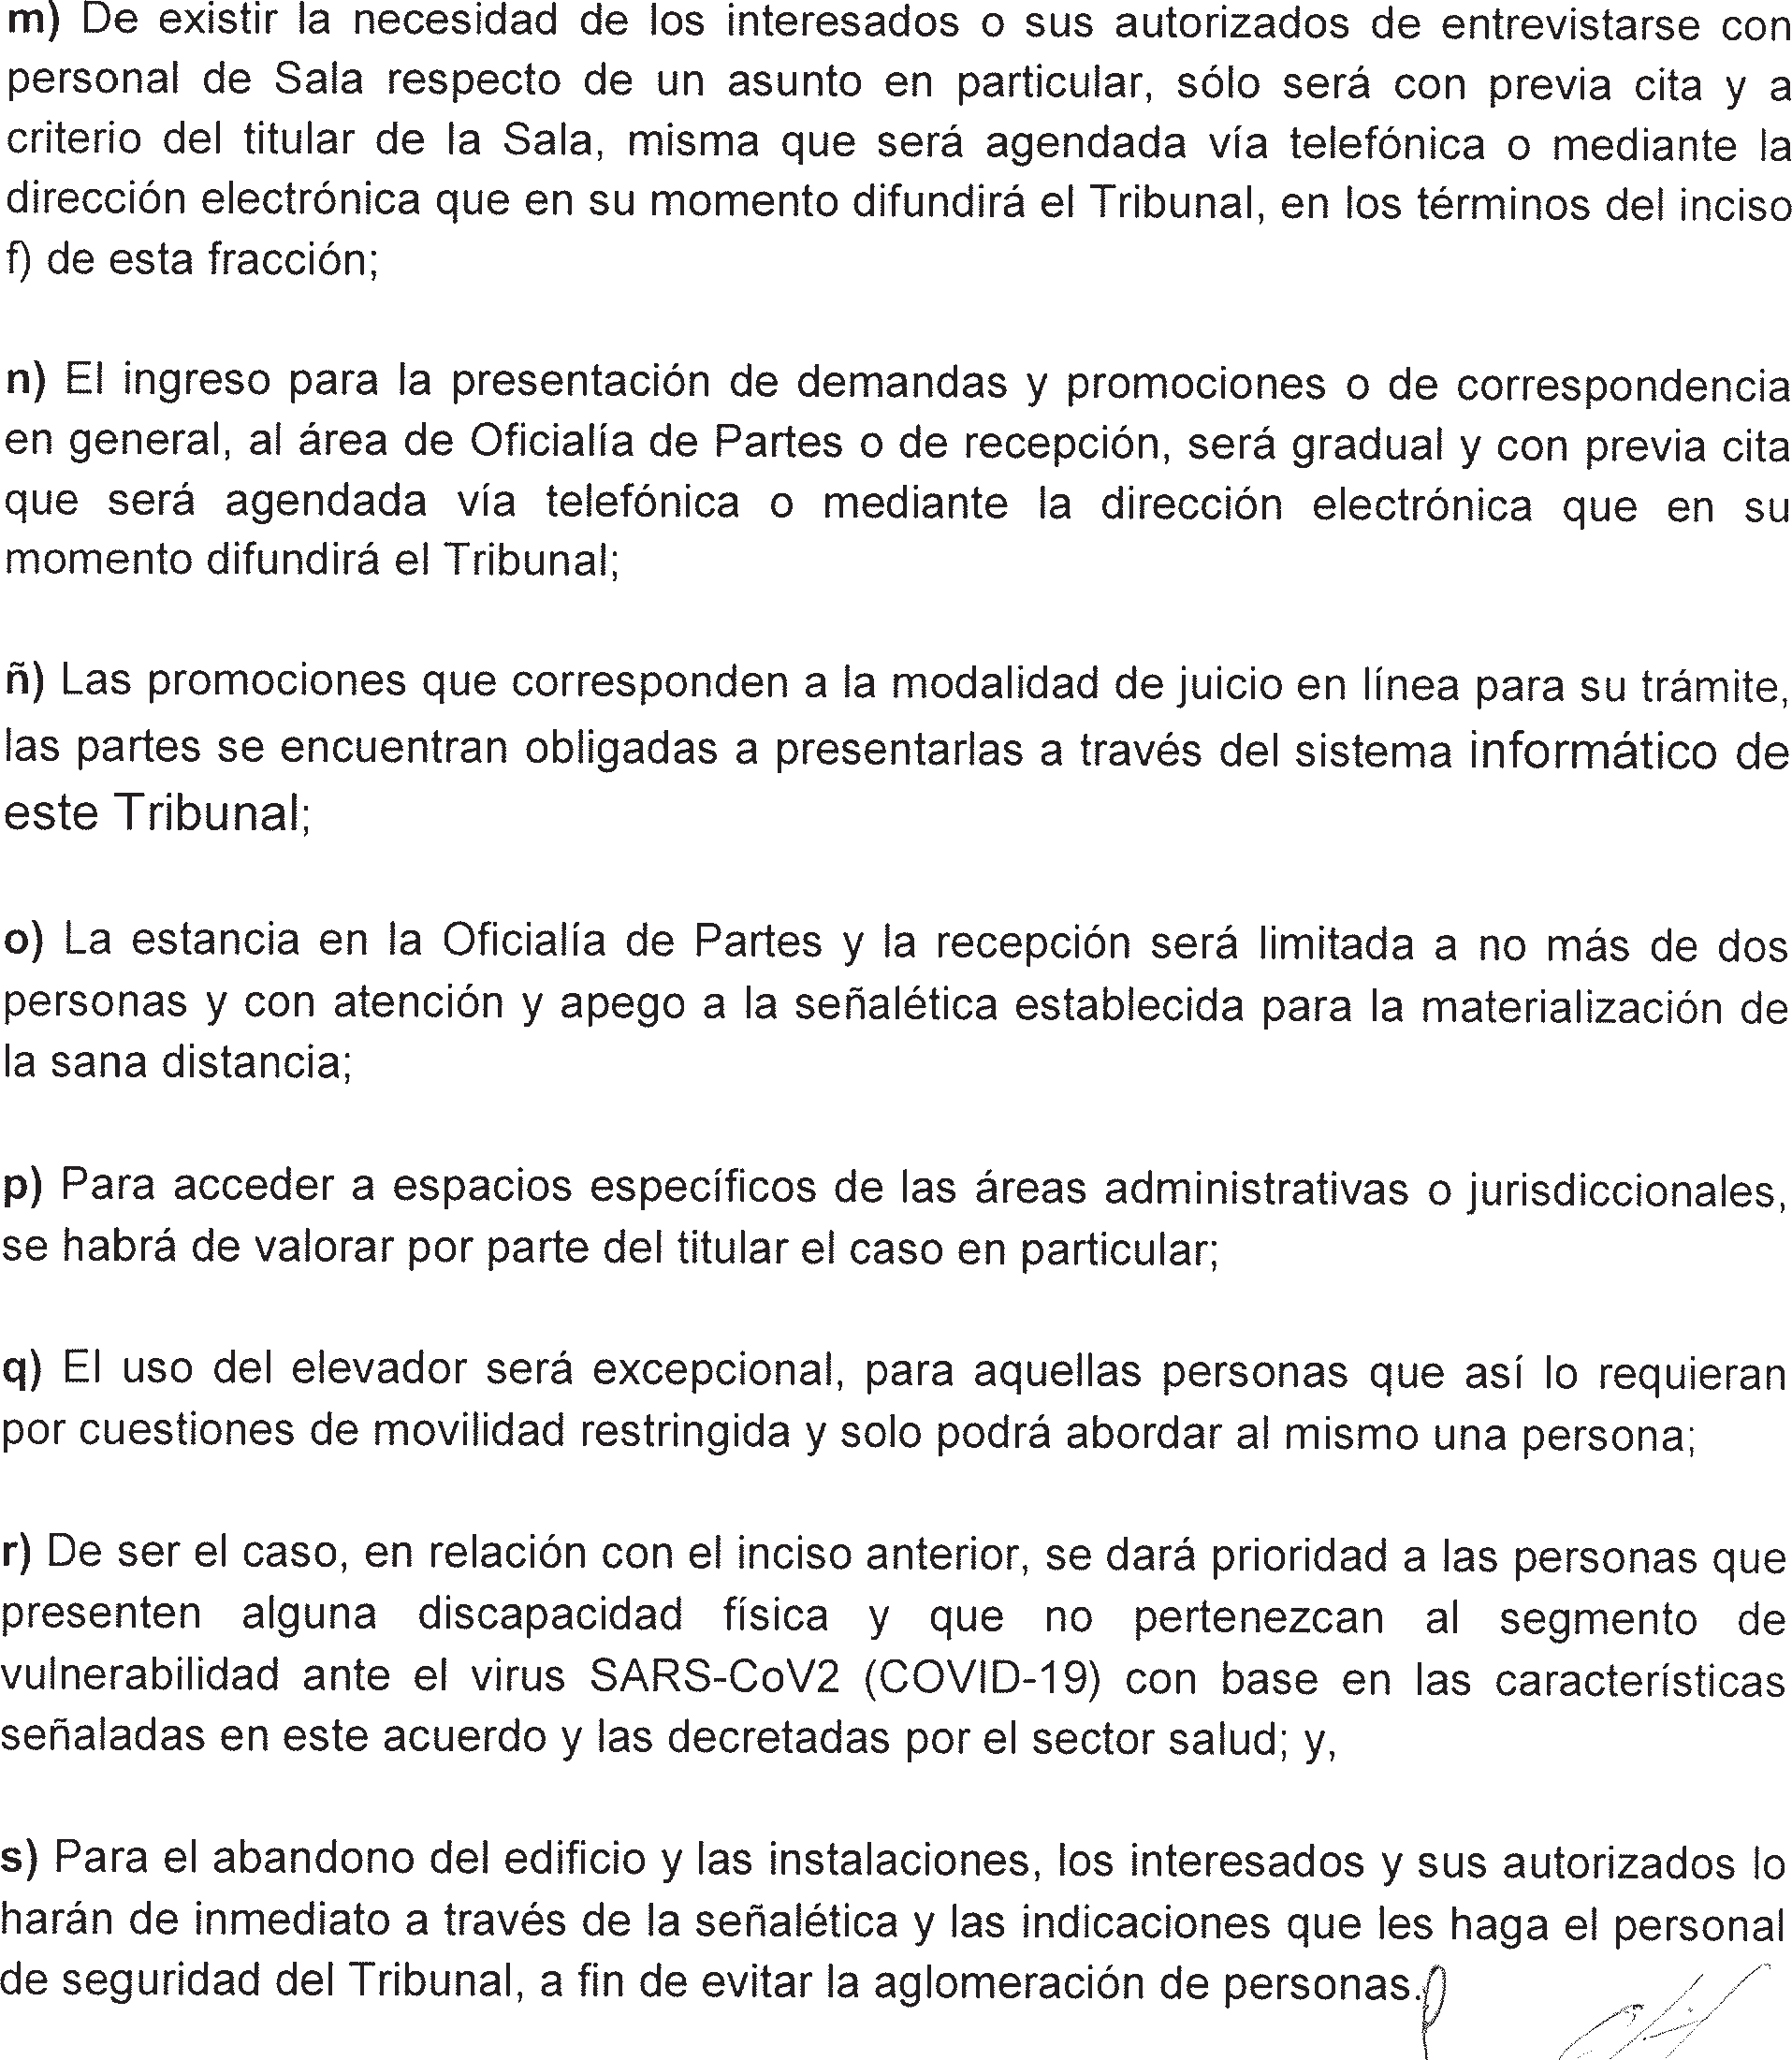 m) De existir la necesidad de los interesados o sus autorizados de entrevistarse con
personal de Sala respecto de un asunto en particular, sólo será con previa cita y a
criterio del titular de la Sala, misma que será agendada vía telefónica o mediante la
dirección electrónica que en su momento difundirá el Tribunal, en los términos del inciso
f) de esta fracción;
n) El ingreso para la presentación de demandas y promociones o de correspondencia
en general, al área de Oficialía de Partes o de recepción, será gradual y con previa cita
que será agendada vía telefónica o mediante la dirección electrónica que en su
momento difundirá el Tribunal;
ñ) Las promociones que corresponden a la modalidad de juicio en línea para su trámite,
las partes se encuentran obligadas a presentarlas a través del sistema informático de
este Tribunal;
o) La estancia en la Oficialía de Partes y la recepción será limitada a no más de dos
personas y con atención y apego a la señalética establecida para la materialización de
la sana distancia;
p) Para acceder a espacios específicos de las áreas administrativas o jurisdiccionales,
se habrá de valorar por parte del titular el caso en particular;
q) El uso del elevador será excepcional, para aquellas personas que así lo requieran
por cuestiones de movilidad restringida y solo podrá abordar al mismo una persona;
r) De ser el caso, en relación con el inciso anterior, se dará prioridad a las personas que
presenten alguna discapacidad física y que no pertenezcan al segmento de
vulnerabilidad ante el virus SARS-CoV2 (COVID-19) con base en las características
señaladas en este acuerdo y las decretadas por el sector salud; y,
s) Para el abandono del edificio y las instalaciones, los interesados y sus autorizados lo
harán de inmediato a través de la señalética y las indicaciones que les haga el personal
de seguridad del Tribunal, a fin de evitar la aglomeración de personas.